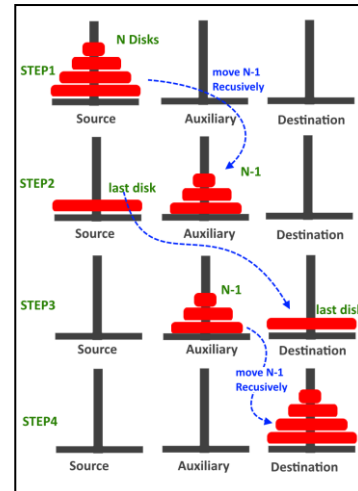 N Disks
STEP1
move N-1
Recusively
Source Auxiliary Destination
STEP2
last disk
N-1
Source Auxiliary Destination
STEP3
N-1
last disk
Source Auxiliary Destination
move N-1
Recusively
STEP4
Source Auxiliary Destination